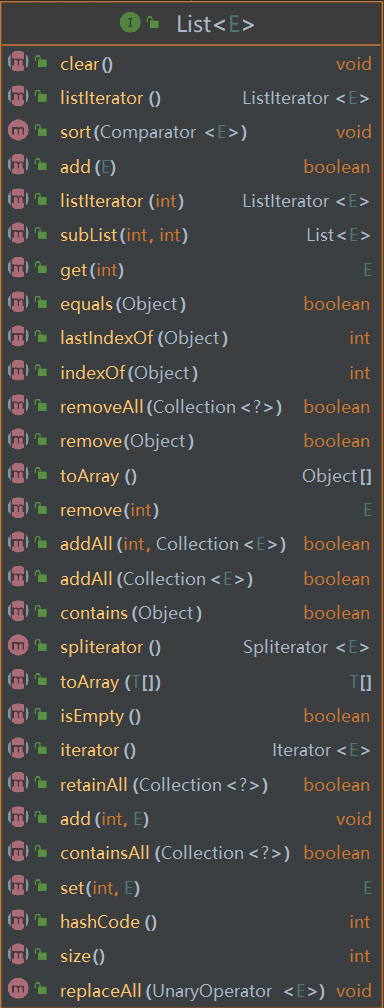 List<E>
clear() void
listIterator () ListIterator <E>
sort(Comparator <E>) void
add(E) boolean
listIterator (int) ListIterator <E>
subList(int, int) List<E>
get(int) E
equals(Object) boolean
lastIndexOf (Object) int
indexOf(Object) int
removeAll(Collection <?>) boolean
remove(Object) boolean
toArray () Object[]
remove(int) E
addAll(int, Collection <E>) boolean
addAll(Collection <E>) boolean
contains(Object) boolean
spliterator () Spliterator <E>
toArray (T[]) T[]
isEmpty () boolean
iterator () Iterator <E>
retainAll (Collection <?>) boolean
add(int, E) void
containsAll (Collection <?>) boolean
set(int, E) E
hashCode () int
size() int
replaceAll (UnaryOperator <E>) void